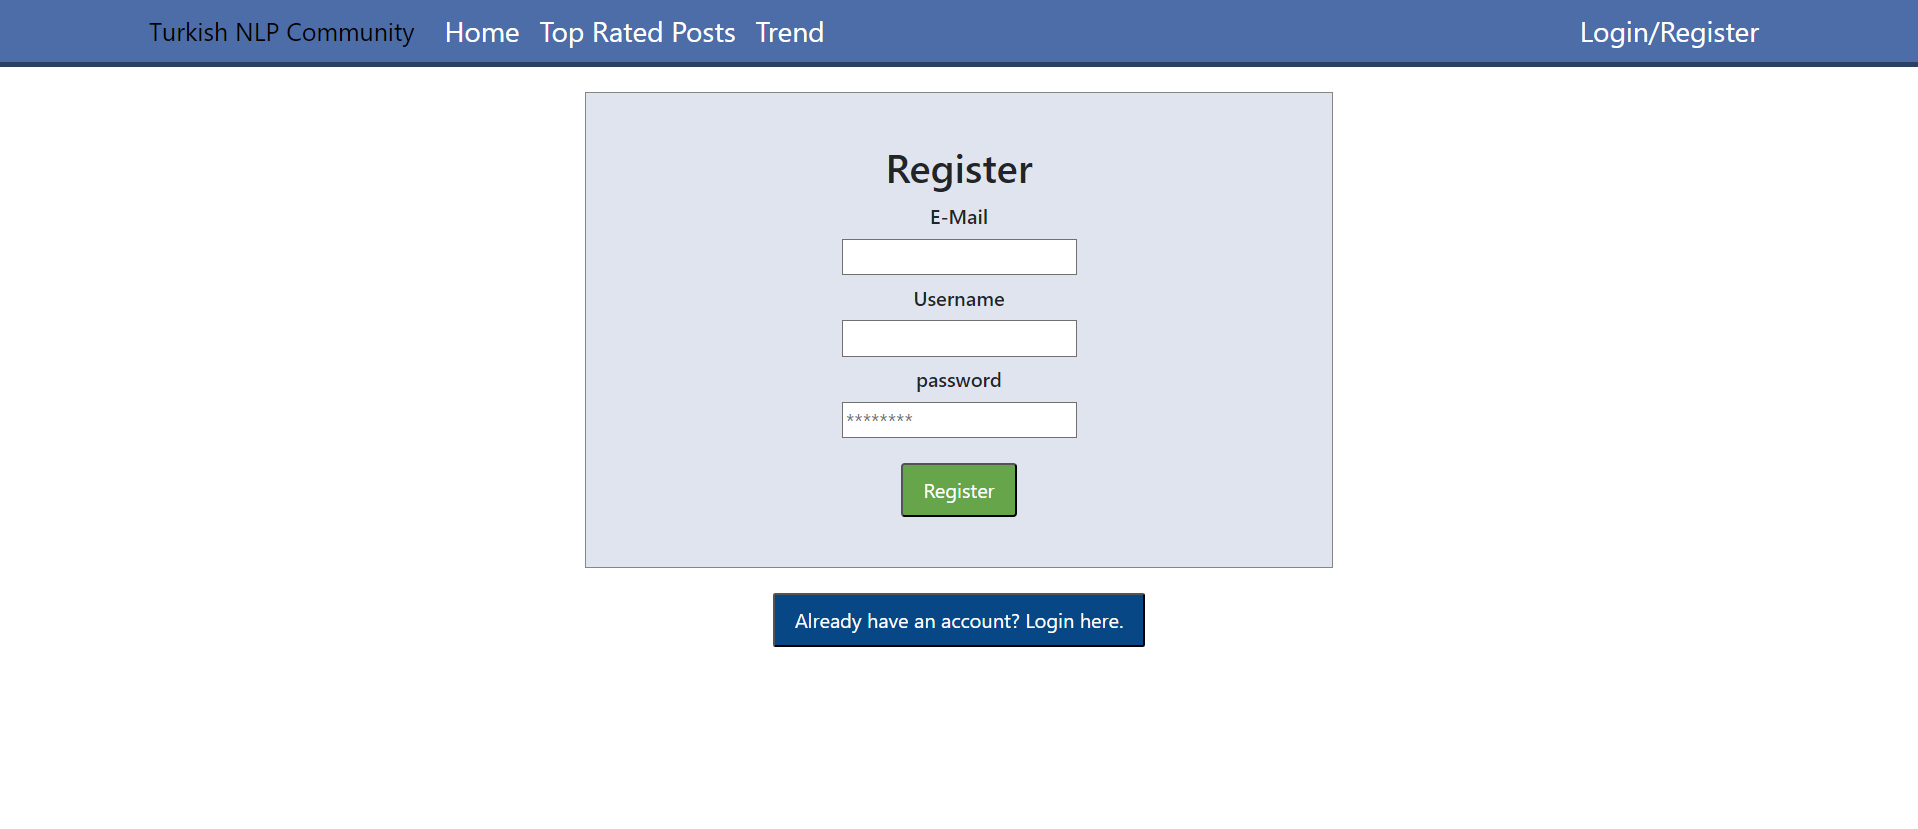 Turkish NLP Community Home Top Rated Posts Trend Login/Register
Register
E-Mail
Username
password
********
Register
Already have an account? Login here.